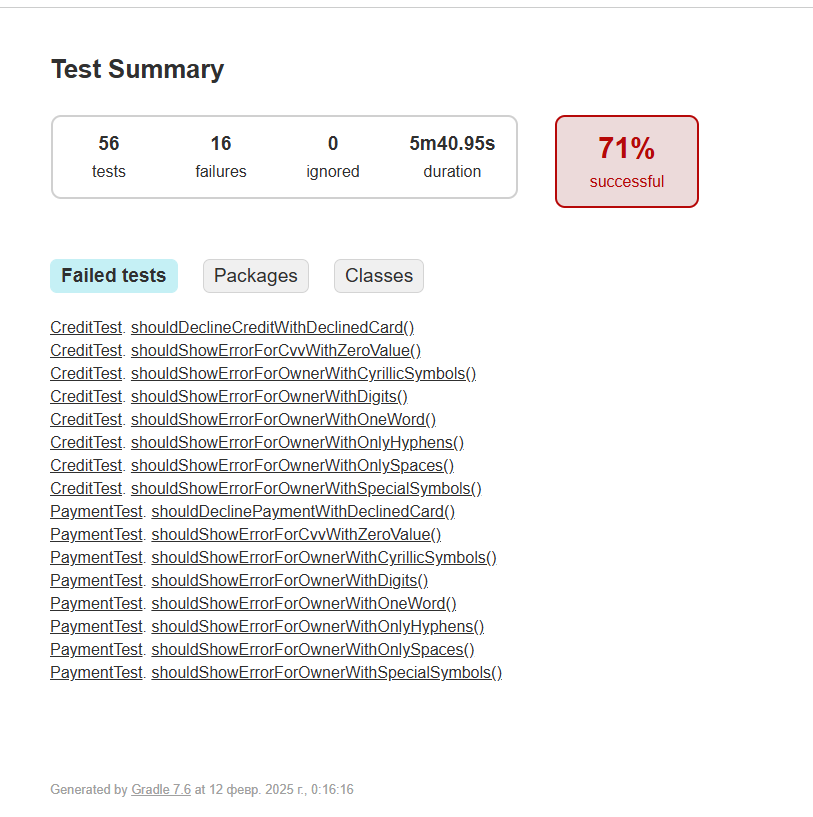 Test Summary
56 16 0 5m40.95s
tests failures ignored duration
71%
successful
Failed tests Packages Classes
CreditTest. shouldDeclineCreditWithDeclinedCard()
CreditTest. shouldShowErrorForCvvWithZeroValue()
CreditTest. shouldShowErrorForOwnerWithCyrillicSymbols()
CreditTest. shouldShowErrorForOwnerWithDigits()
CreditTest. shouldShowErrorForOwnerWithOneWord()
CreditTest. shouldShowErrorForOwnerWithOnlyHyphens()
CreditTest. shouldShowErrorForOwnerWithOnlySpaces()
CreditTest. shouldShowErrorForOwnerWithSpecialSymbols()
PaymentTest. shouldDeclinePaymentWithDeclinedCard()
PaymentTest. shouldShowErrorForCvvWithZeroValue()
PaymentTest. shouldShowErrorForOwnerWithCyrillicSymbols()
PaymentTest. shouldShowErrorForOwnerWithDigits()
PaymentTest. shouldShowErrorForOwnerWithOneWord()
PaymentTest. shouldShowErrorForOwnerWithOnlyHyphens()
PaymentTest. shouldShowErrorForOwnerWithOnlySpaces()
PaymentTest. shouldShowErrorForOwnerWithSpecialSymbols()
Generated by Gradle 7.6 at 12 февр. 2025 г., 0:16:16